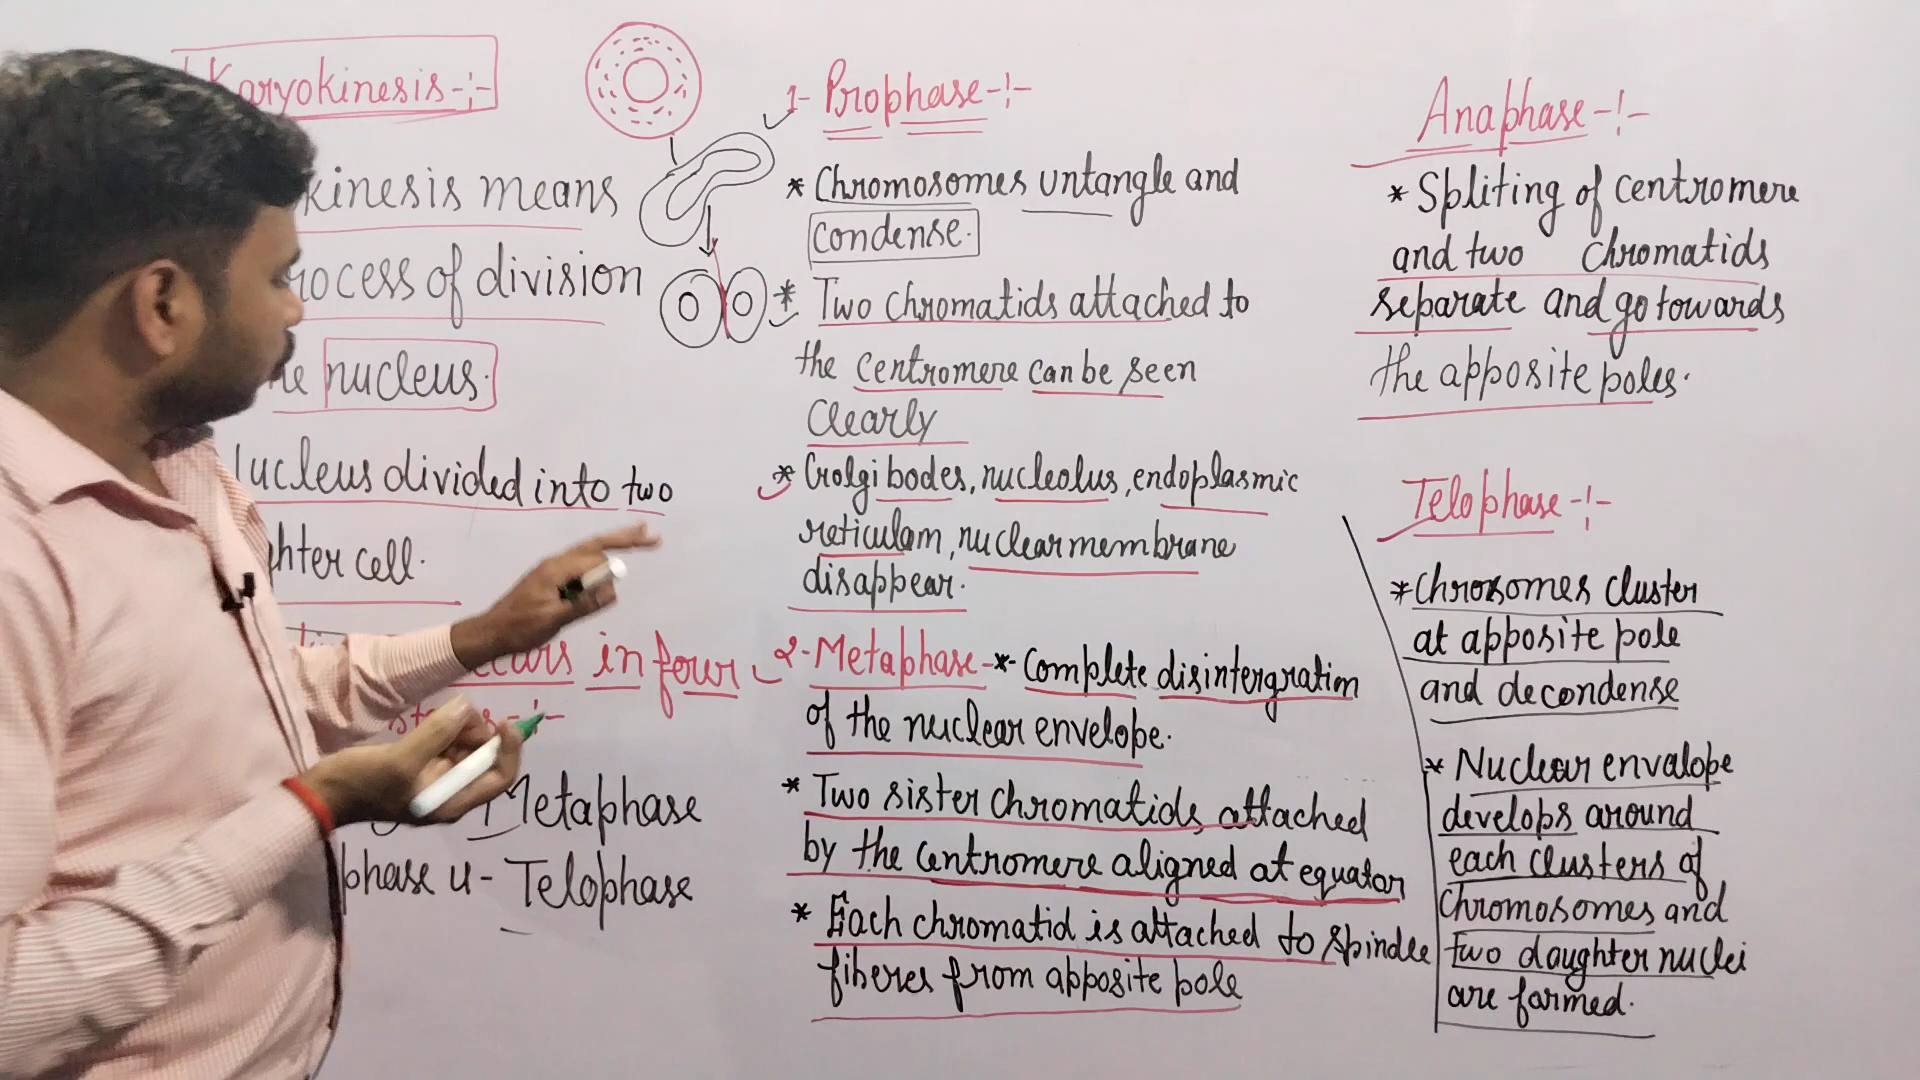 Karyokinesis-:-
kinesis means
rocess of division
he nucleus.
Nucleus divided into two
ghter cell.
occurs in four
Metaphase
phase 4- Telophase
1- Prophase-:-
* Chromosomes untangle and
condense.
* Two chromatids attached to
the centromere can be seen
Clearly
* Golgi bodes, nucleolus, endoplasmic
reticulam, nuclear membrane
disappear.
2- Metaphase-*- Complete disintergration
of the nuclear envelope.
* Two sister chromatids attached
by the centromere aligned at equator
* Each chromatid is attached to spindle
fiberes from apposite pole
Anaphase-:-
* Spliting of centromere
and two chromatids
separate and go towards
the apposite poles.
Telophase-:-
* Chrosomes cluster
at apposite pole
and decondense
* Nuclear envalope
develops around
each clusters of
chromosomes and
two daughter nuclei
are formed.